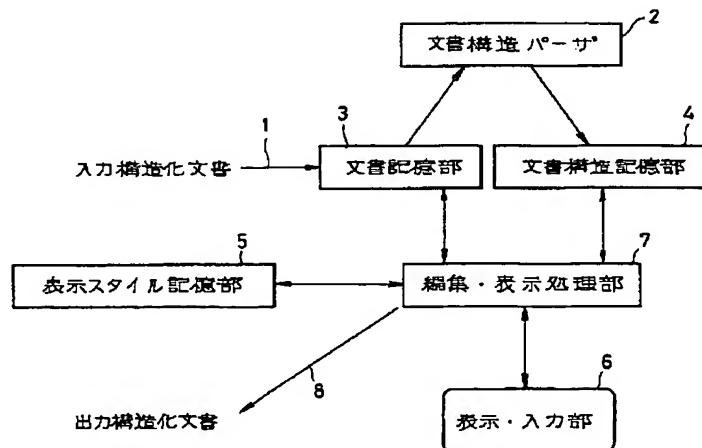 2
文書構造パーザ
1
3
4
入力構造化文書
文書記憶部
文書構造記憶部
5
7
表示スタイル記憶部
編集・表示処理部
8
6
出力構造化文書
表示・入力部